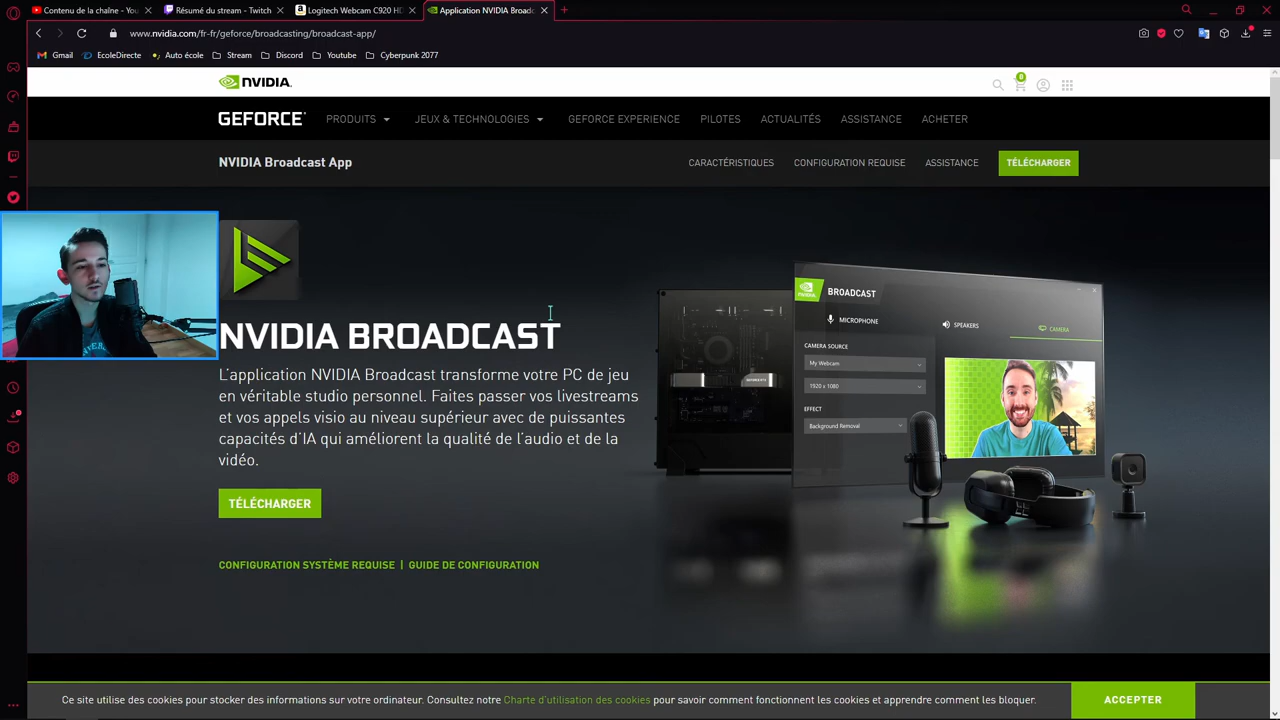 Contenu de la chaîne - You
Résumé du stream - Twitch
Logitech Webcam C920 HD
Application NVIDIA Broadc
www.nvidia.com/fr-fr/geforce/broadcasting/broadcast-app/
Gmail
EcoleDirecte
Auto école
Stream
Discord
Youtube
Cyberpunk 2077
NVIDIA.
0
GEFORCE
PRODUITS
JEUX & TECHNOLOGIES
GEFORCE EXPERIENCE
PILOTES
ACTUALITÉS
ASSISTANCE
ACHETER
NVIDIA Broadcast App
CARACTÉRISTIQUES
CONFIGURATION REQUISE
ASSISTANCE
TÉLÉCHARGER
NVIDIA BROADCAST
L'application NVIDIA Broadcast transforme votre PC de jeu
en véritable studio personnel. Faites passer vos livestreams
et vos appels visio au niveau supérieur avec de puissantes
capacités d'IA qui améliorent la qualité de l'audio et de la
vidéo.
TÉLÉCHARGER
CONFIGURATION SYSTÈME REQUISE | GUIDE DE CONFIGURATION
BROADCAST
MICROPHONE
SPEAKERS
CAMERA
CAMERA SOURCE
My Webcam
1920 x 1080
EFFECT
Background Removal
Ce site utilise des cookies pour stocker des informations sur votre ordinateur. Consultez notre Charte d'utilisation des cookies pour savoir comment fonctionnent les cookies et apprendre comment les bloquer.
ACCEPTER